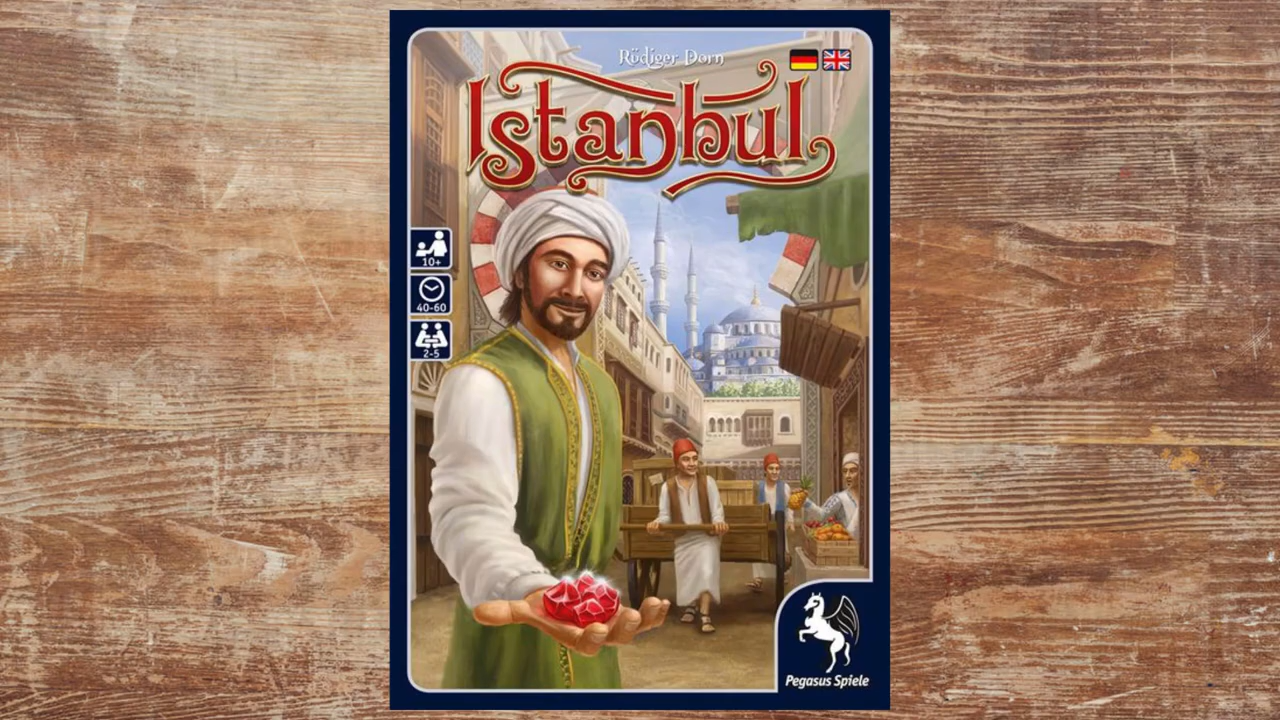 Rüdiger Dorn
Istanbul
10+
40-60
2-5
Pegasus Spiele